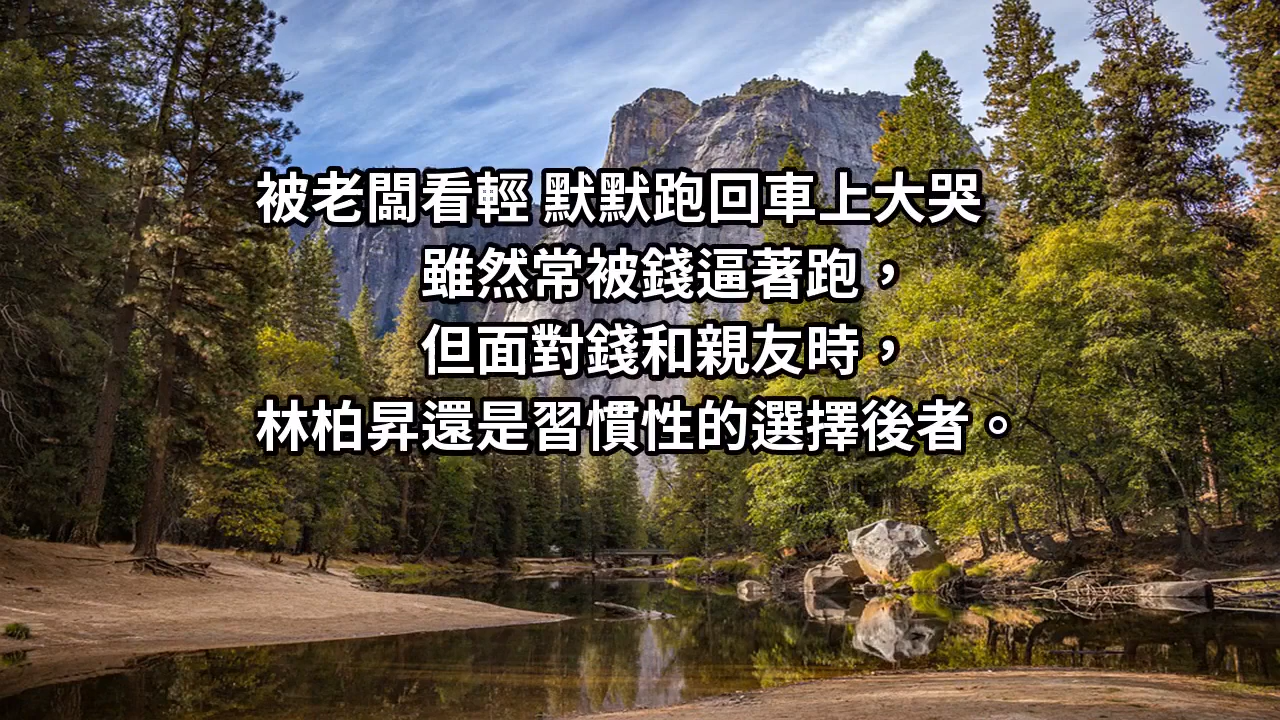 被老闆看輕 默默跑回車上大哭
雖然常被錢逼著跑，
但面對錢和親友時，
林柏昇還是習慣性的選擇後者。